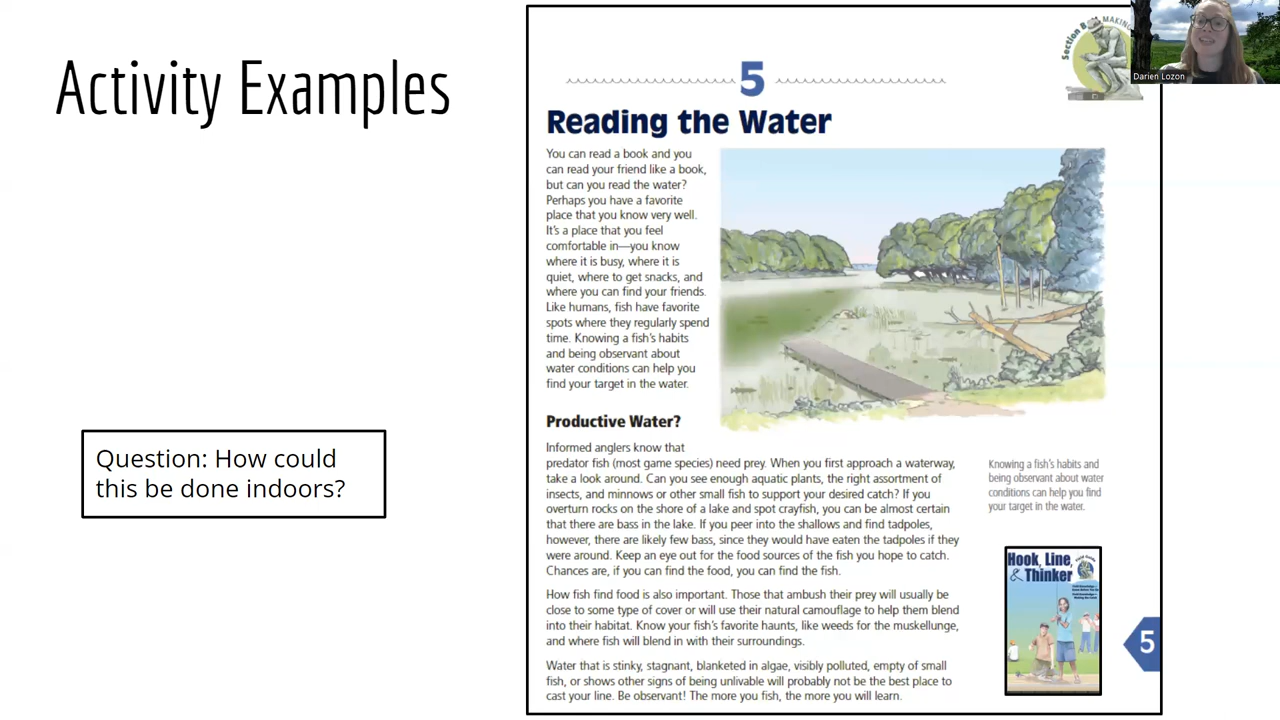 Activity Examples
Question: How could
this be done indoors?
Section B
MAKING
Darien Lozon
5
Reading the Water
You can read a book and you
can read your friend like a book,
but can you read the water?
Perhaps you have a favorite
place that you know very well.
It's a place that you feel
comfortable in—you know
where it is busy, where it is
quiet, where to get snacks, and
where you can find your friends.
Like humans, fish have favorite
spots where they regularly spend
time. Knowing a fish's habits
and being observant about
water conditions can help you
find your target in the water.
Productive Water?
Informed anglers know that
predator fish (most game species) need prey. When you first approach a waterway,
take a look around. Can you see enough aquatic plants, the right assortment of
insects, and minnows or other small fish to support your desired catch? If you
overturn rocks on the shore of a lake and spot crayfish, you can be almost certain
that there are bass in the lake. If you peer into the shallows and find tadpoles,
however, there are likely few bass, since they would have eaten the tadpoles if they
were around. Keep an eye out for the food sources of the fish you hope to catch.
Chances are, if you can find the food, you can find the fish.
How fish find food is also important. Those that ambush their prey will usually be
close to some type of cover or will use their natural camouflage to help them blend
into their habitat. Know your fish's favorite haunts, like weeds for the muskellunge,
and where fish will blend in with their surroundings.
Water that is stinky, stagnant, blanketed in algae, visibly polluted, empty of small
fish, or shows other signs of being unlivable will probably not be the best place to
cast your line. Be observant! The more you fish, the more you will learn.
Knowing a fish's habits and
being observant about water
conditions can help you find
your target in the water.
Hook, Line,
& Thinker
5